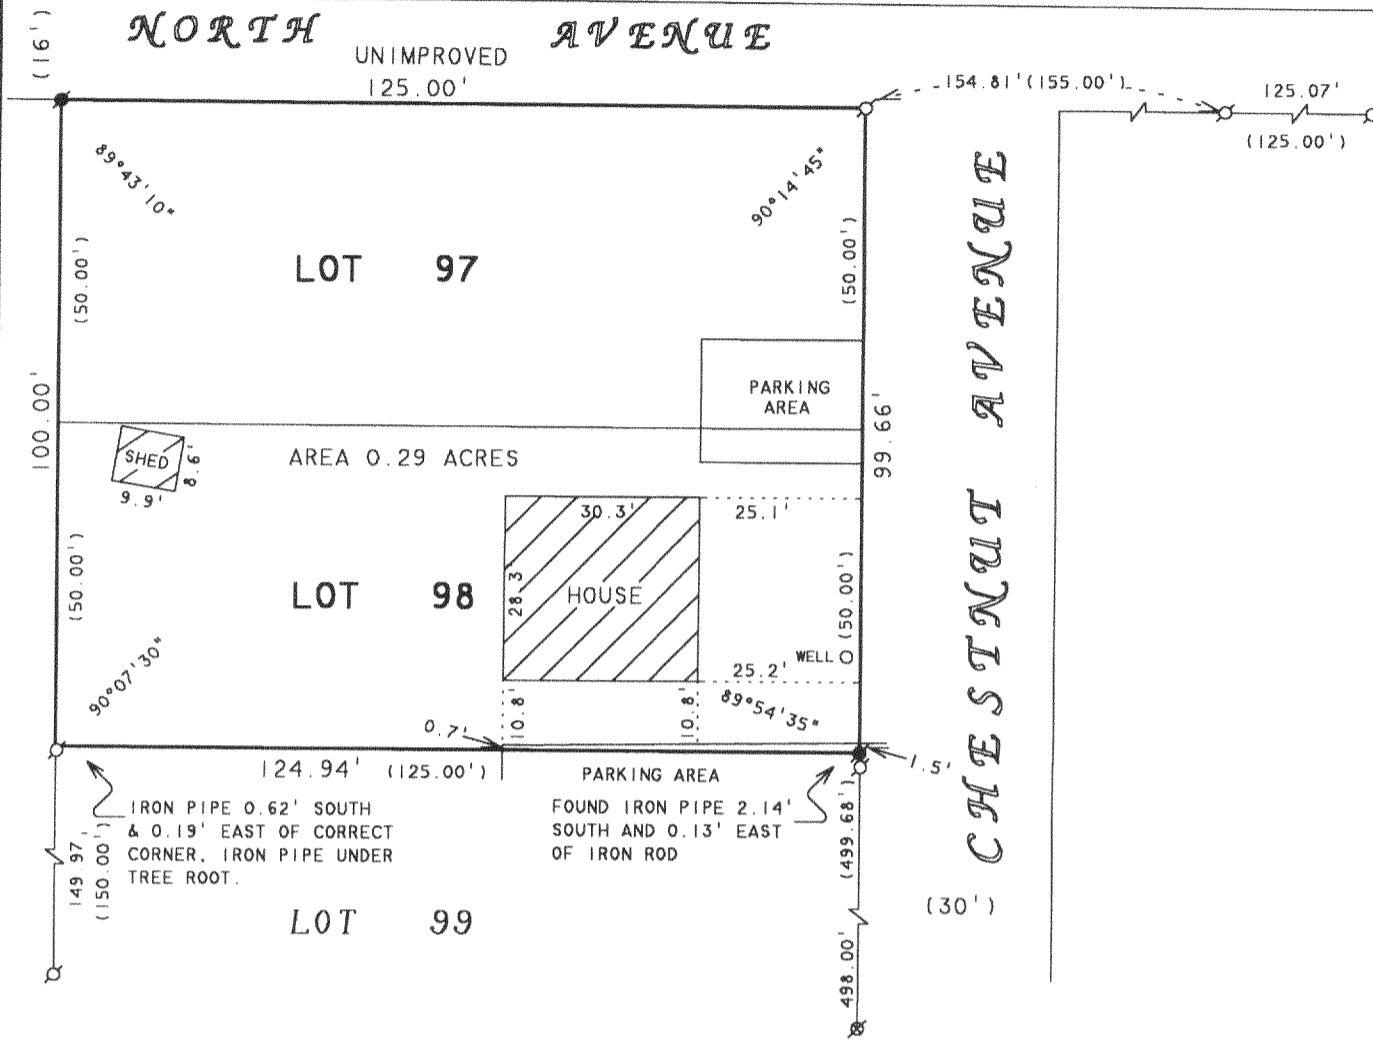 NORTH AVENUE
(16')
UNIMPROVED
125.00'
154.81'(155.00')
125.07'
(125.00')
89°43'10"
90°14'45"
(50.00')
(50.00')
LOT 97
PARKING
AREA
100.00'
99.66'
SHED
8.6'
9.9'
AREA 0.29 ACRES
30.3'
25.1'
(50.00')
LOT 98
28.3'
HOUSE
(50.00')
WELL
25.2'
90°07'30"
10.8'
10.8'
89°54'35"
0.7'
124.94' (125.00')
PARKING AREA
1.5'
IRON PIPE 0.62' SOUTH
& 0.19' EAST OF CORRECT
CORNER, IRON PIPE UNDER
TREE ROOT.
FOUND IRON PIPE 2.14'
SOUTH AND 0.13' EAST
OF IRON ROD
149.97'
(150.00')
(499.68')
498.00'
LOT 99
CHESTNUT AVENUE
(30')